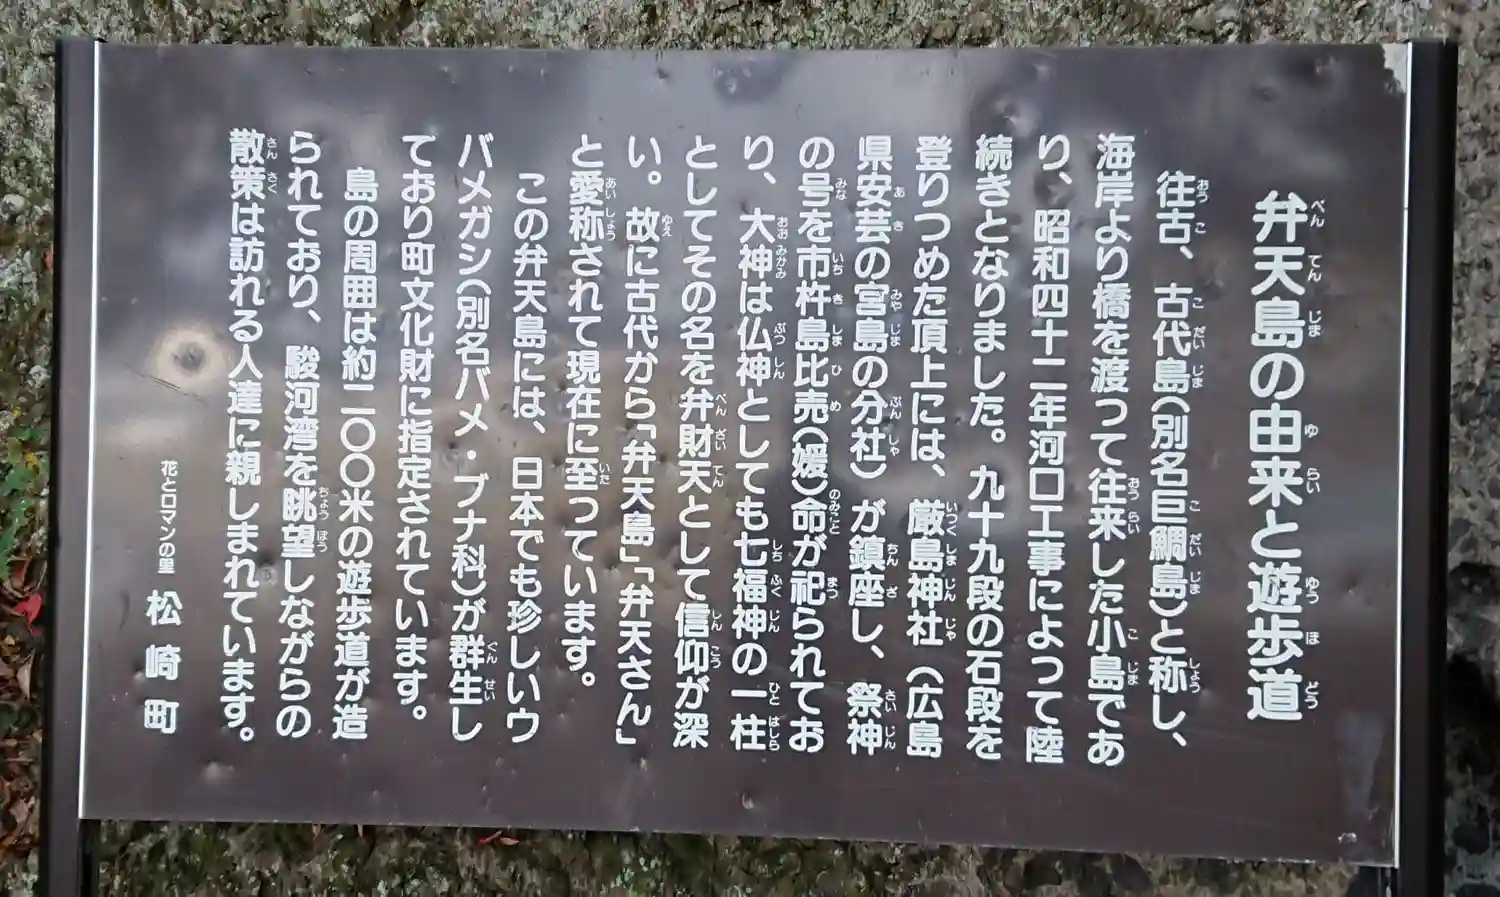 弁天島の由来と遊歩道
往古、古代島(別名巨鯛島)と称し、
海岸より橋を渡って往来した小島であ
り、昭和四十二年河口工事によって陸
続きとなりました。九十九段の石段を
登りつめた頂上には、厳島神社(広島
県安芸の宮島の分社)が鎮座し、祭神
の号を市杵島比売(媛)命が祀られてお
り、大神は仏神としても七福神の一柱
としてその名を弁財天として信仰が深
い。故に古代から「弁天島」「弁天さん」
と愛称されて現在に至っています。
この弁天島には、日本でも珍しいウ
バメガシ(別名バメ・ブナ科)が群生し
ており町文化財に指定されています。
島の周囲は約二〇〇米の遊歩道が造
られており、駿河湾を眺望しながらの
散策は訪れる人達に親しまれています。
花とロマンの里 松崎町